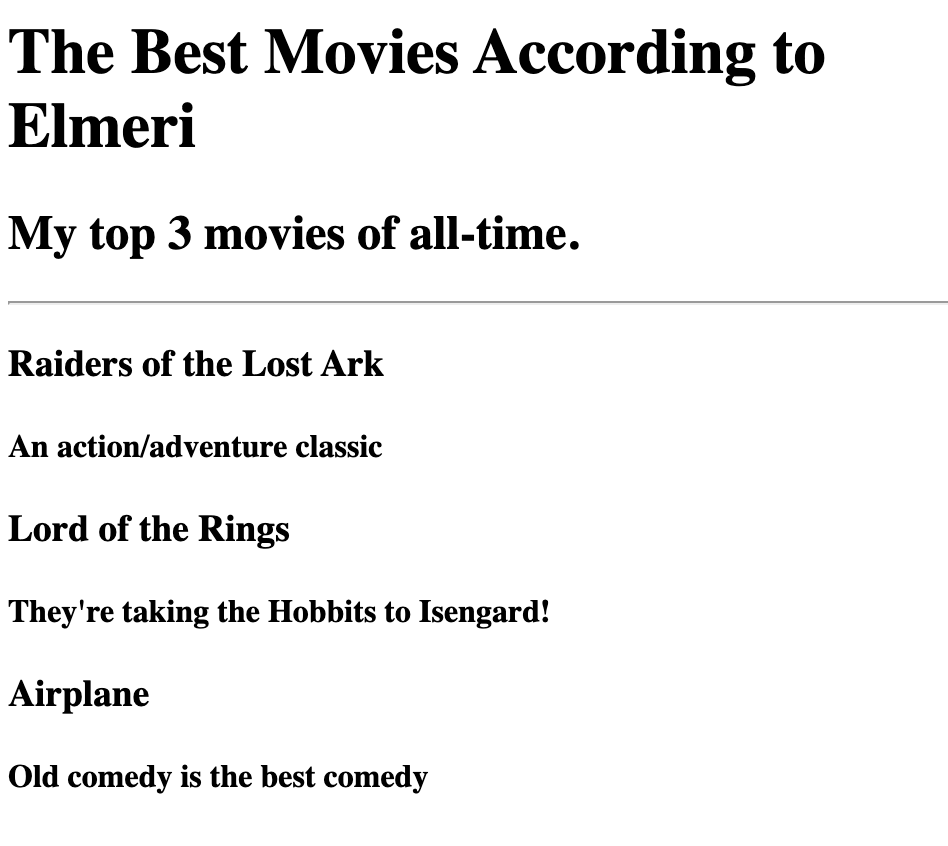 The Best Movies According to
Elmeri
My top 3 movies of all-time.
Raiders of the Lost Ark
An action/adventure classic
Lord of the Rings
They're taking the Hobbits to Isengard!
Airplane
Old comedy is the best comedy